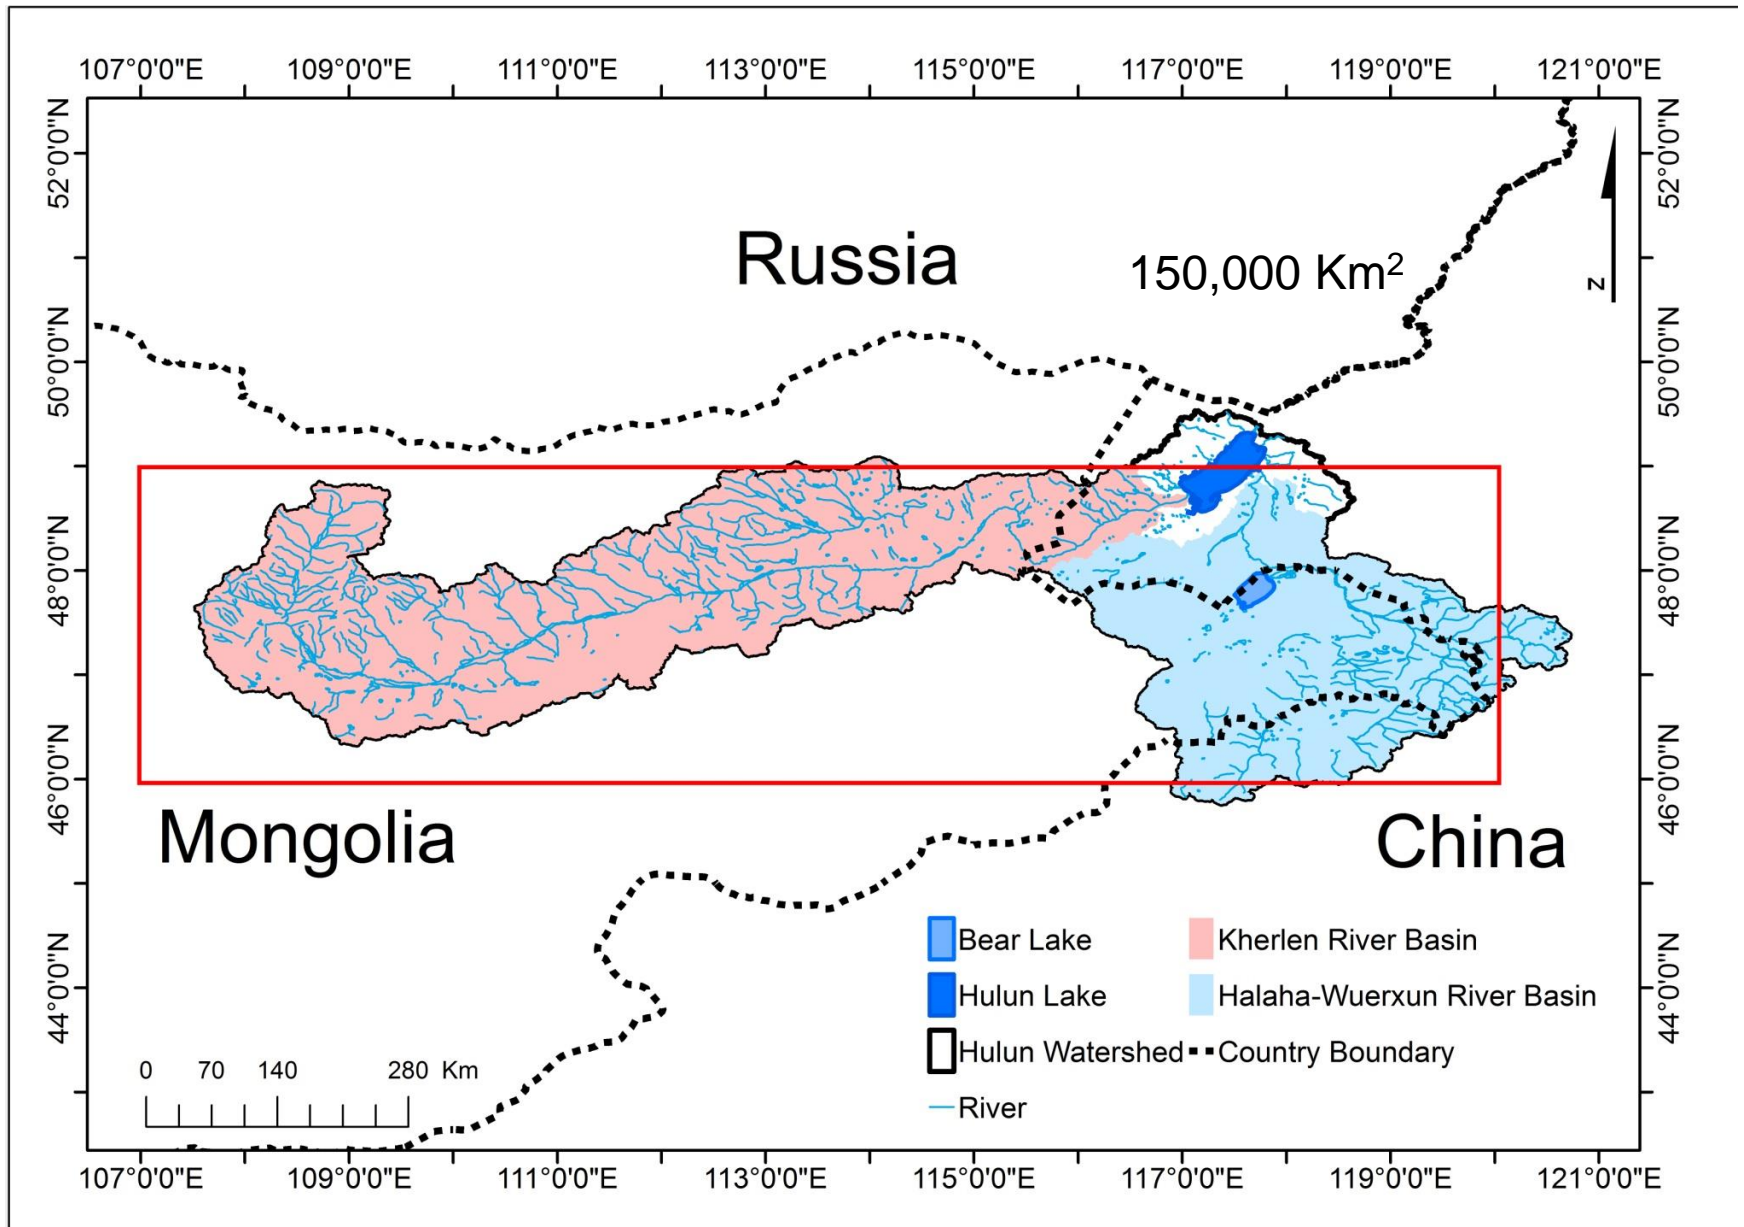 107°0'0"E 109°0'0"E 111°0'0"E 113°0'0"E 115°0'0"E 117°0'0"E 119°0'0"E 121°0'0"E
52°0'0"N
52°0'0"N
Russia
150,000 Km²
z
50°0'0"N
50°0'0"N
48°0'0"N
48°0'0"N
46°0'0"N
46°0'0"N
Mongolia
China
44°0'0"N
44°0'0"N
Bear Lake
Kherlen River Basin
Hulun Lake
Halaha-Wuerxun River Basin
Hulun Watershed
Country Boundary
River
0 70 140 280 Km
107°0'0"E 109°0'0"E 111°0'0"E 113°0'0"E 115°0'0"E 117°0'0"E 119°0'0"E 121°0'0"E